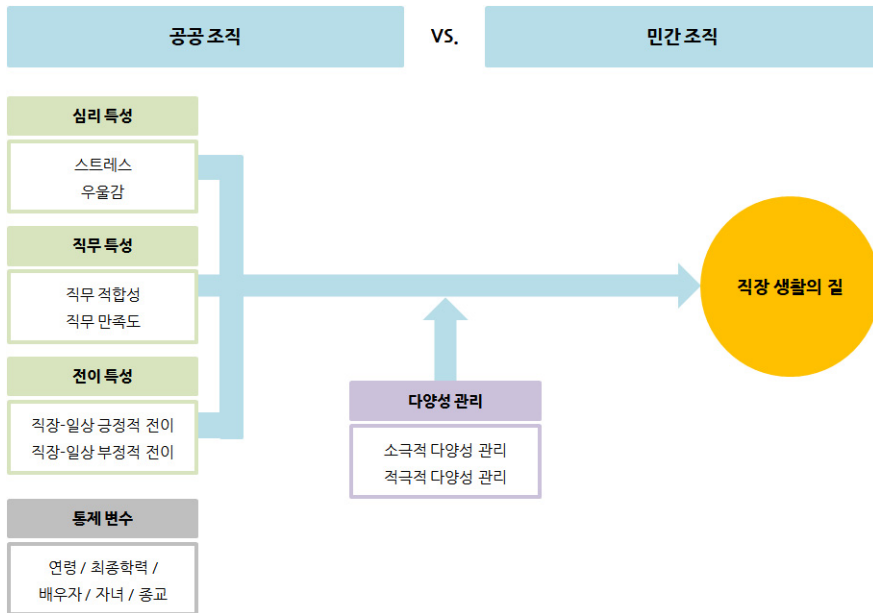 공공 조직
VS.
민간 조직
심리 특성
스트레스
우울감
직무 특성
직무 적합성
직무 만족도
전이 특성
직장-일상 긍정적 전이
직장-일상 부정적 전이
통제 변수
연령 / 최종학력 /
배우자 / 자녀 / 종교
다양성 관리
소극적 다양성 관리
적극적 다양성 관리
직장 생활의 질